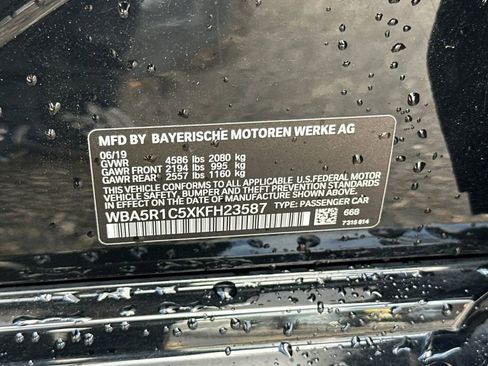 MFD BY BAYERISCHE MOTOREN WERKE AG
06/19
GVWR 4586 lbs 2080 kg
GAWR FRONT 2194 lbs 995 kg
GAWR REAR 2557 lbs 1160 kg
THIS VEHICLE CONFORMS TO ALL APPLICABLE U.S.FEDERAL MOTOR
VEHICLE SAFETY, BUMPER AND THEFT PREVENTION STANDARDS
IN EFFECT ON THE DATE OF MANUFACTURE SHOWN ABOVE.
WBA5R1C5XKFH23587 TYPE: PASSENGER CAR
668
7 315 614